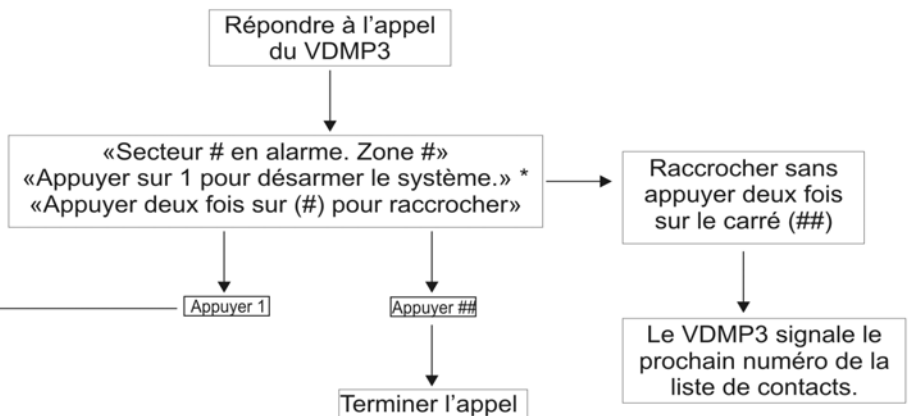 Répondre à l'appel
du VDMP3
«Secteur # en alarme. Zone #»
«Appuyer sur 1 pour désarmer le système.» *
«Appuyer deux fois sur (#) pour raccrocher»
Raccrocher sans
appuyer deux fois
sur le carré (##)
Appuyer 1
Appuyer ##
Le VDMP3 signale le
prochain numéro de la
liste de contacts.
Terminer l'appel